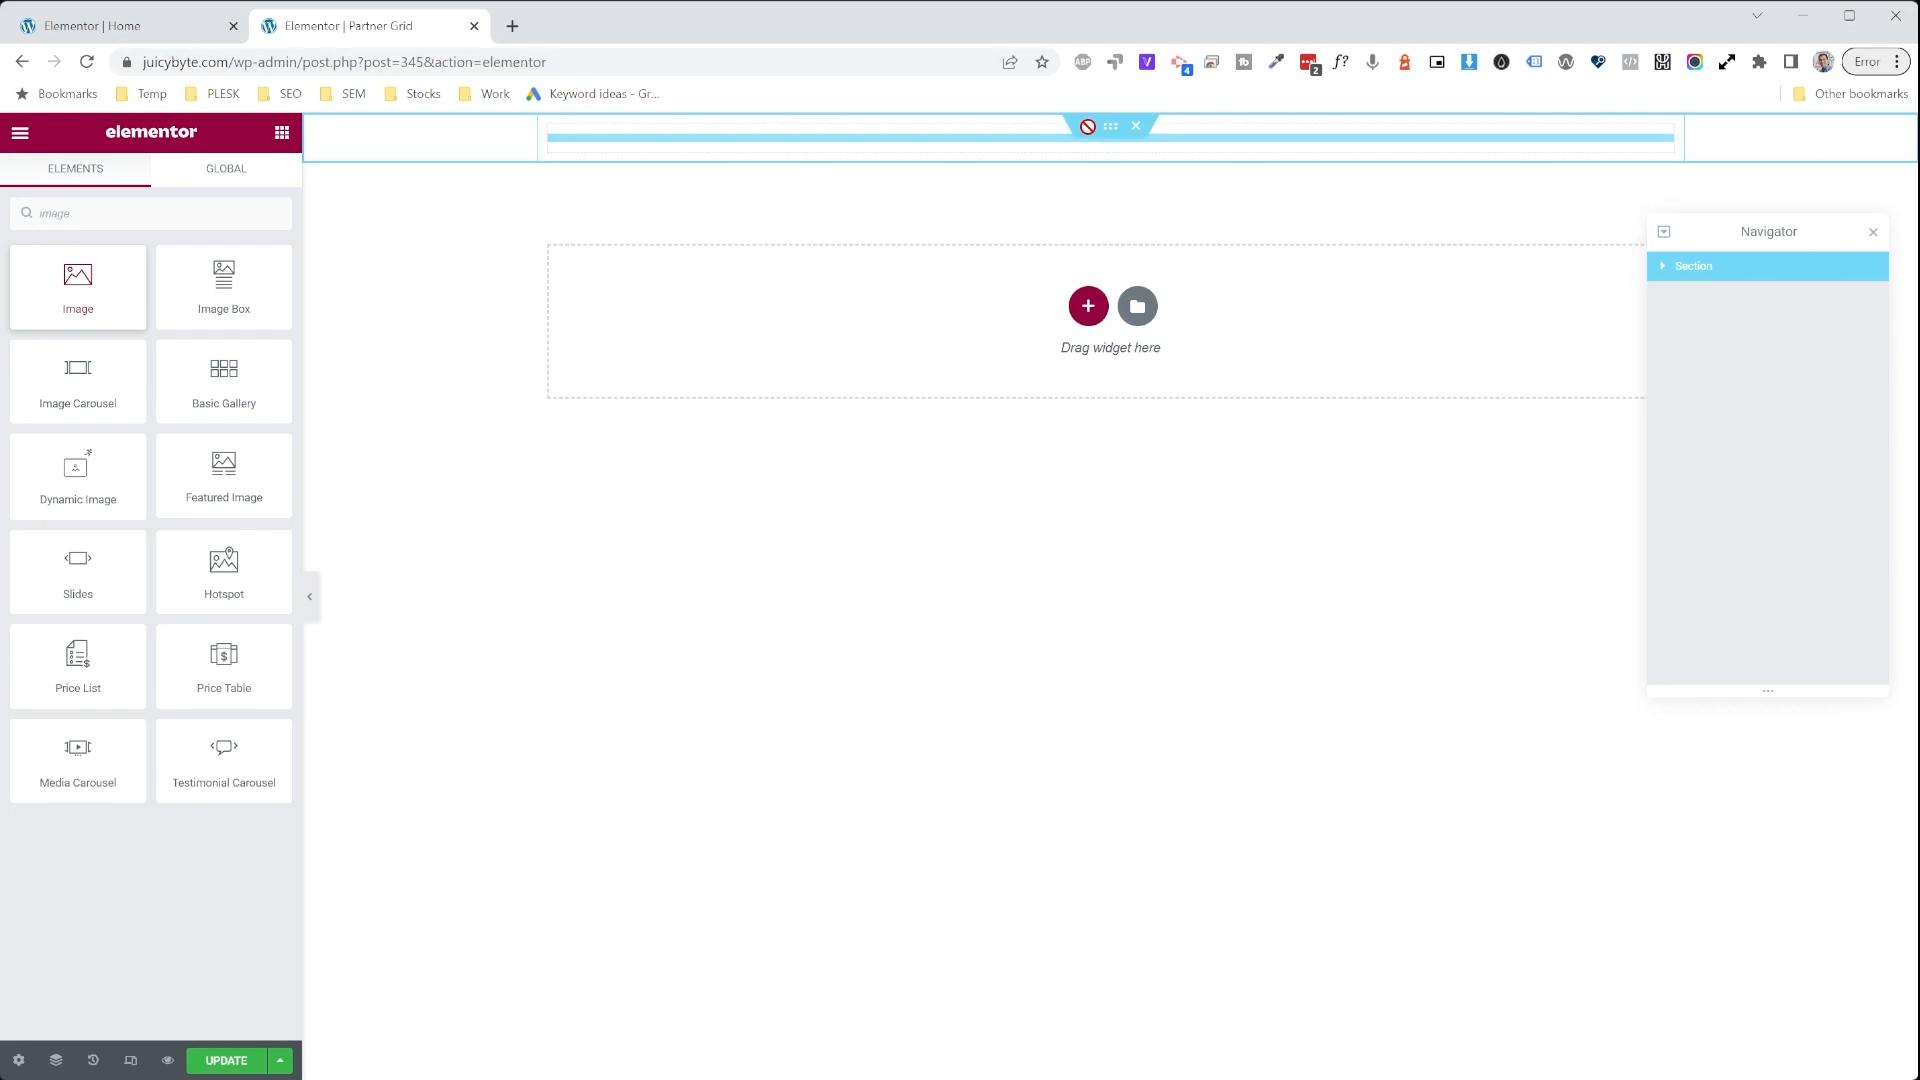 Elementor | Home
Elementor | Partner Grid
juicybyte.com/wp-admin/post.php?post=345&action=elementor
ABP
4
2
f?
Error
Bookmarks
Temp
PLESK
SEO
SEM
Stocks
Work
Keyword ideas - Gr...
Other bookmarks
elementor
ELEMENTS
GLOBAL
image
Image
Image Box
Image Carousel
Basic Gallery
Dynamic Image
Featured Image
Slides
Hotspot
Price List
Price Table
Media Carousel
Testimonial Carousel
Drag widget here
Navigator
Section
UPDATE